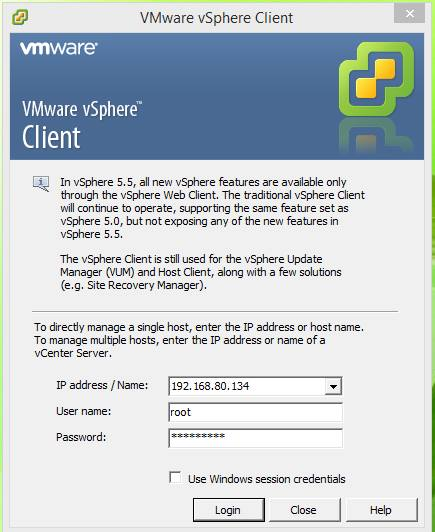 VMware vSphere Client
vmware
VMware vSphere™
Client
In vSphere 5.5, all new vSphere features are available only
through the vSphere Web Client. The traditional vSphere Client
will continue to operate, supporting the same feature set as
vSphere 5.0, but not exposing any of the new features in
vSphere 5.5.
The vSphere Client is still used for the vSphere Update
Manager (VUM) and Host Client, along with a few solutions
(e.g. Site Recovery Manager).
To directly manage a single host, enter the IP address or host name.
To manage multiple hosts, enter the IP address or name of a
vCenter Server.
IP address / Name: 192.168.80.134
User name: root
Password: *********
Use Windows session credentials
Login Close Help